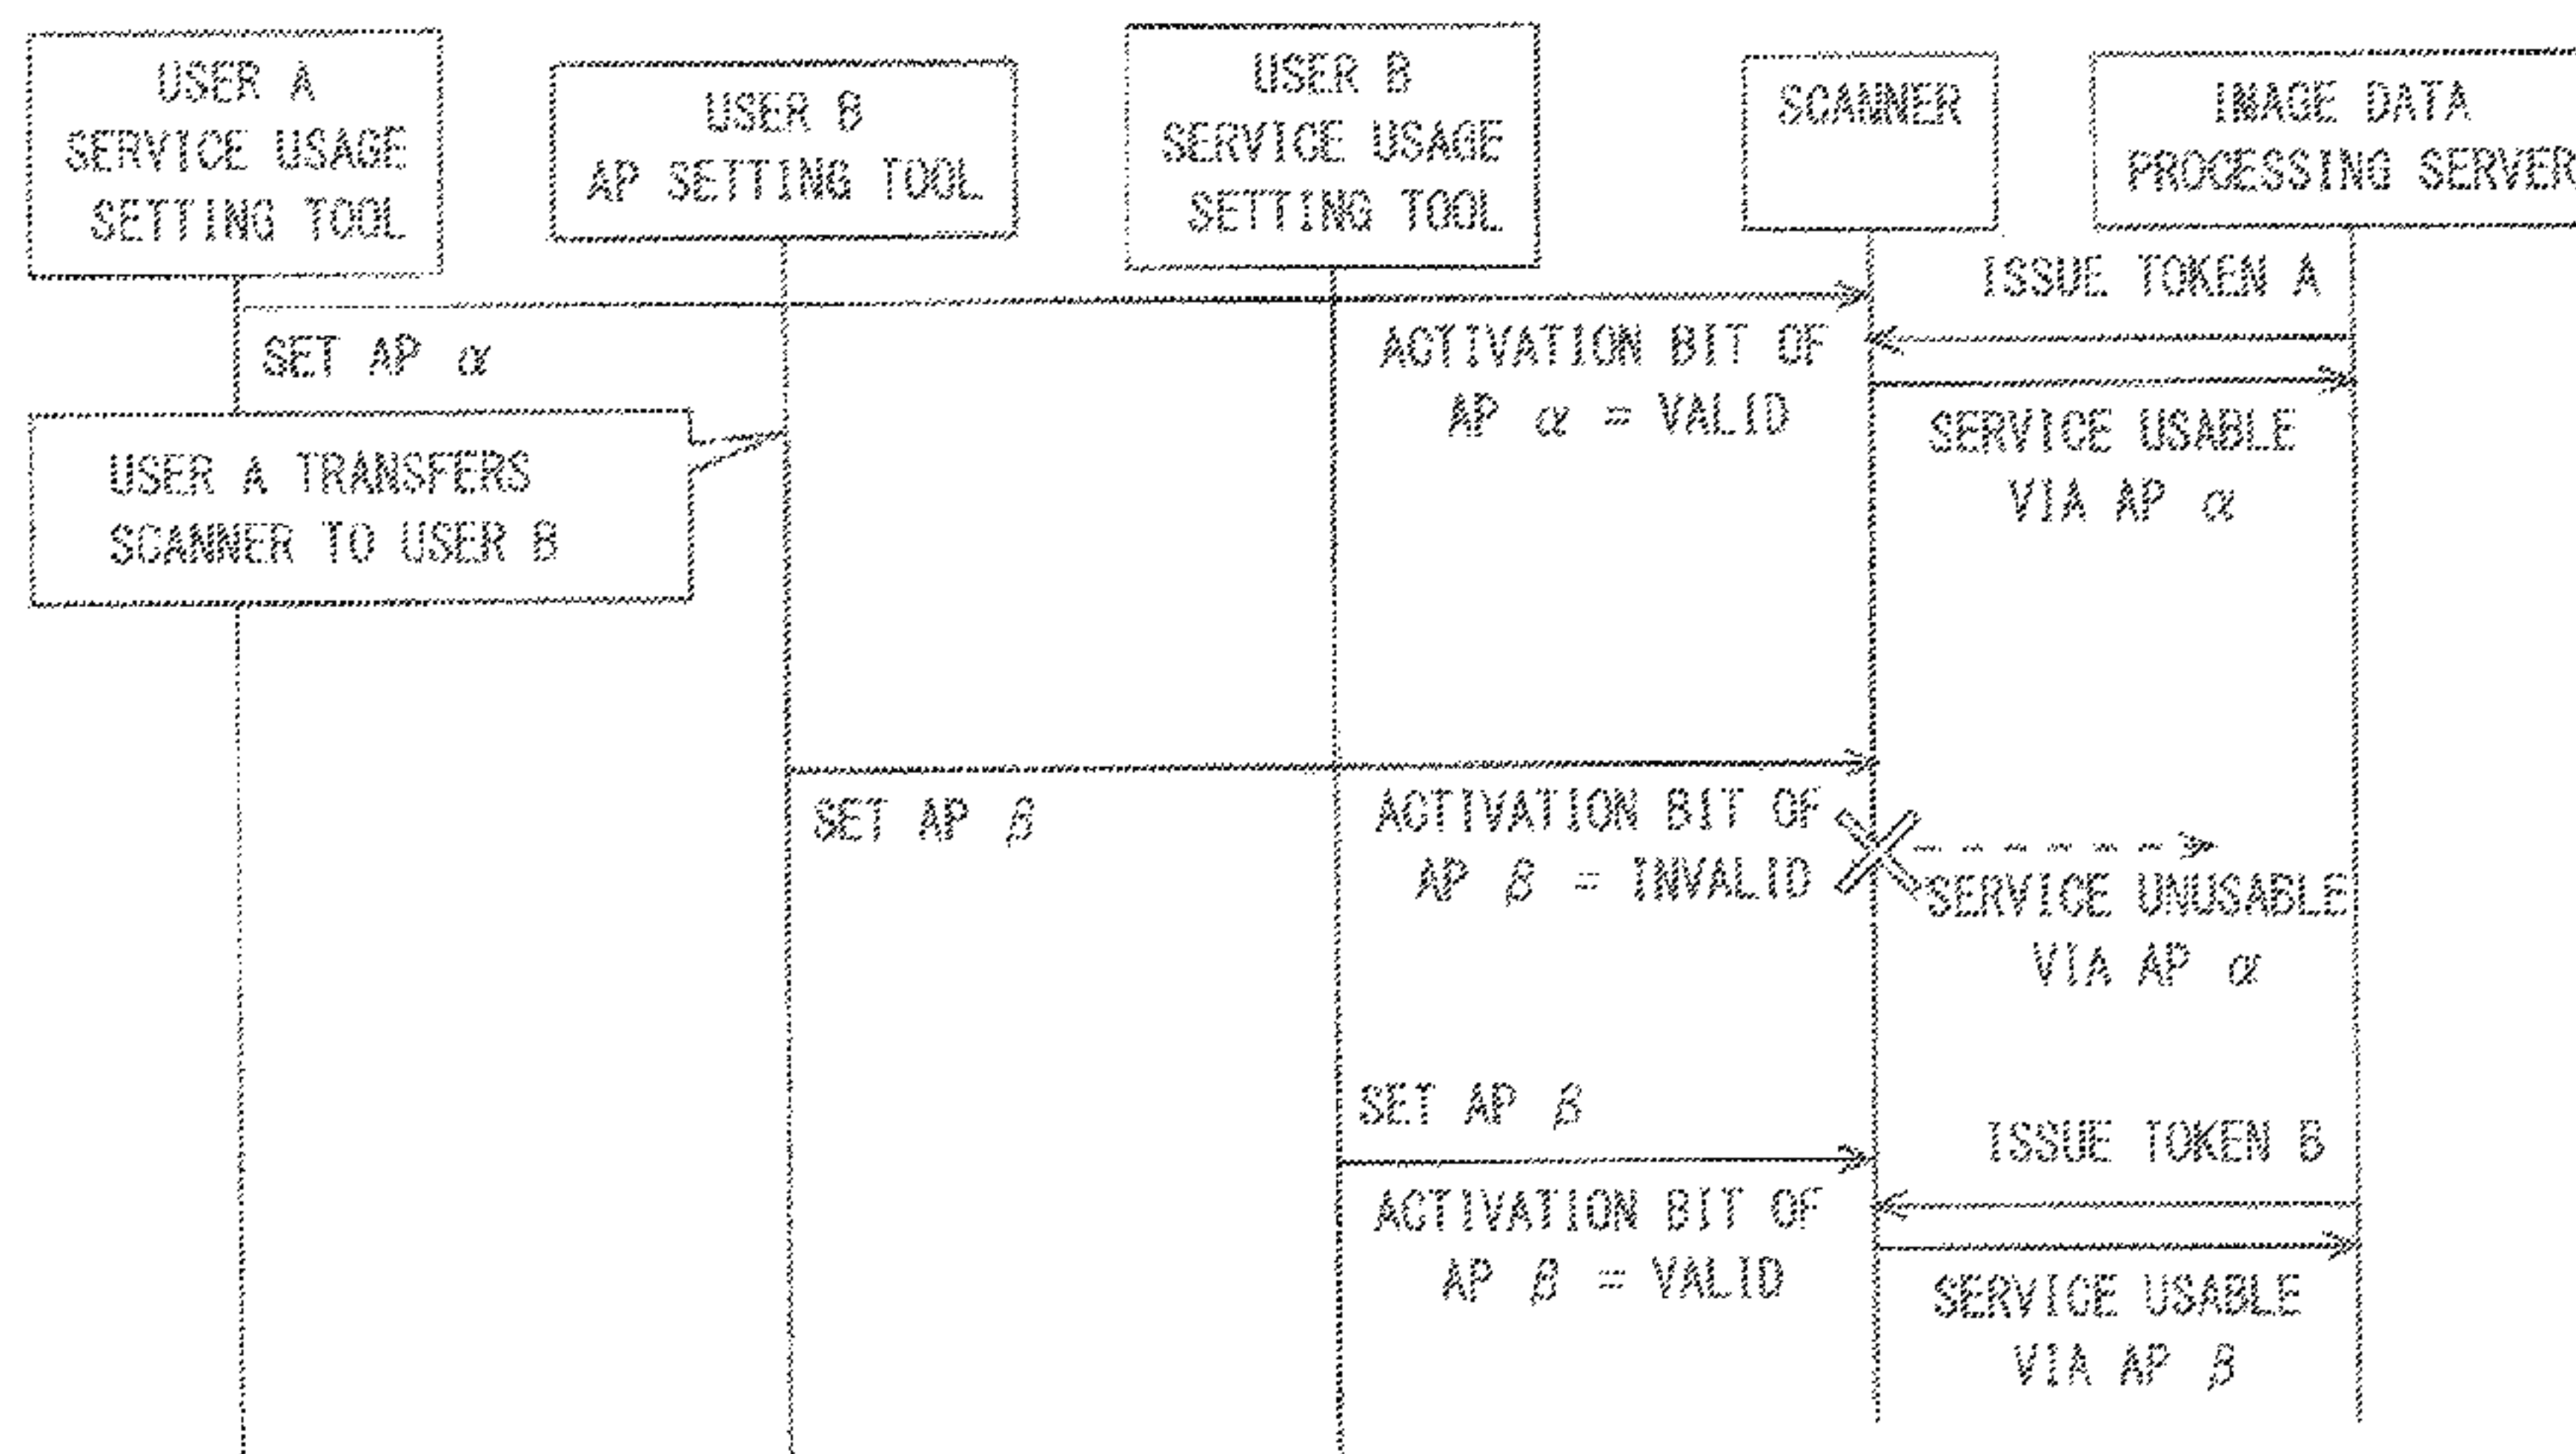 USER A
SERVICE USAGE
SETTING TOOL
USER B
AP SETTING TOOL
USER B
SERVICE USAGE
SETTING TOOL
SCANNER
IMAGE DATA
PROCESSING SERVER
ISSUE TOKEN A
SET AP α
ACTIVATION BIT OF
AP α = VALID
SERVICE USABLE
VIA AP α
USER A TRANSFERS
SCANNER TO USER B
SET AP β
ACTIVATION BIT OF
AP β = INVALID
SERVICE UNUSABLE
VIA AP α
SET AP β
ISSUE TOKEN B
ACTIVATION BIT OF
AP β = VALID
SERVICE USABLE
VIA AP β